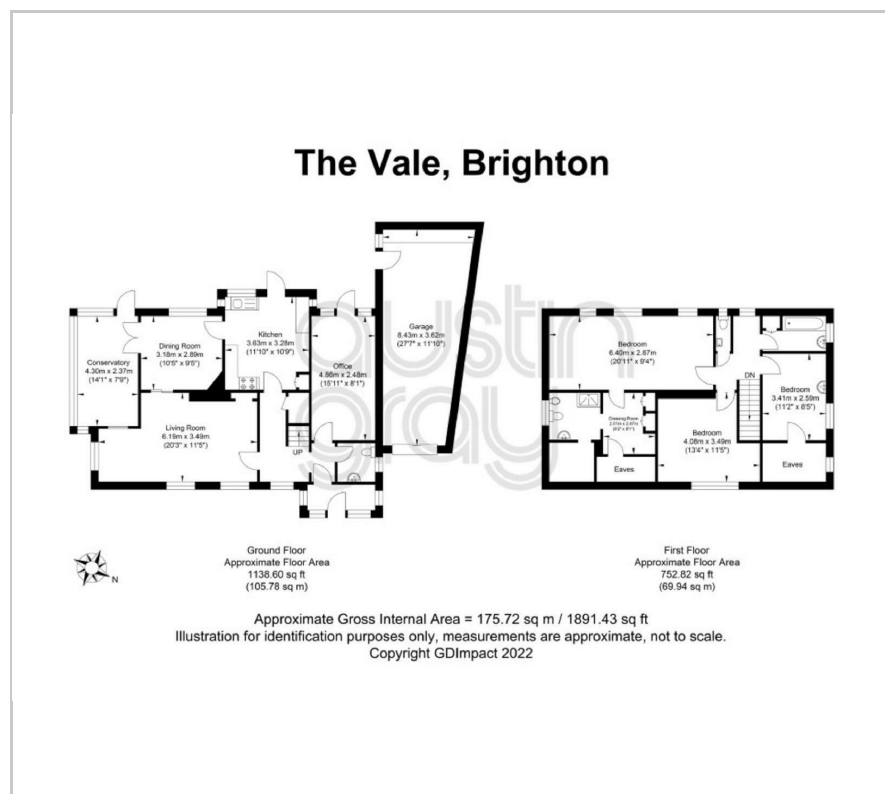 The Vale, Brighton
Conservatory
4.30m x 2.37m
(14'1" x 7'9")
Dining Room
3.18m x 2.89m
(10'5" x 9'5")
Kitchen
3.63m x 3.28m
(11'10" x 10'9")
Office
4.86m x 2.48m
(15'11" x 8'1")
Garage
8.43m x 3.62m
(27'7" x 11'10")
Living Room
6.19m x 3.49m
(20'3" x 11'5")
UP
Bedroom
6.40m x 2.87m
(20'11" x 9'4")
DN
Bedroom
3.41m x 2.59m
(11'2" x 8'5")
Dressing Room
Bedroom
4.08m x 3.49m
(13'4" x 11'5")
Eaves
Eaves
austin
gray
N
Ground Floor
Approximate Floor Area
1138.60 sq ft
(105.78 sq m)
First Floor
Approximate Floor Area
752.82 sq ft
(69.94 sq m)
Approximate Gross Internal Area = 175.72 sq m / 1891.43 sq ft
Illustration for identification purposes only, measurements are approximate, not to scale.
Copyright GDImpact 2022